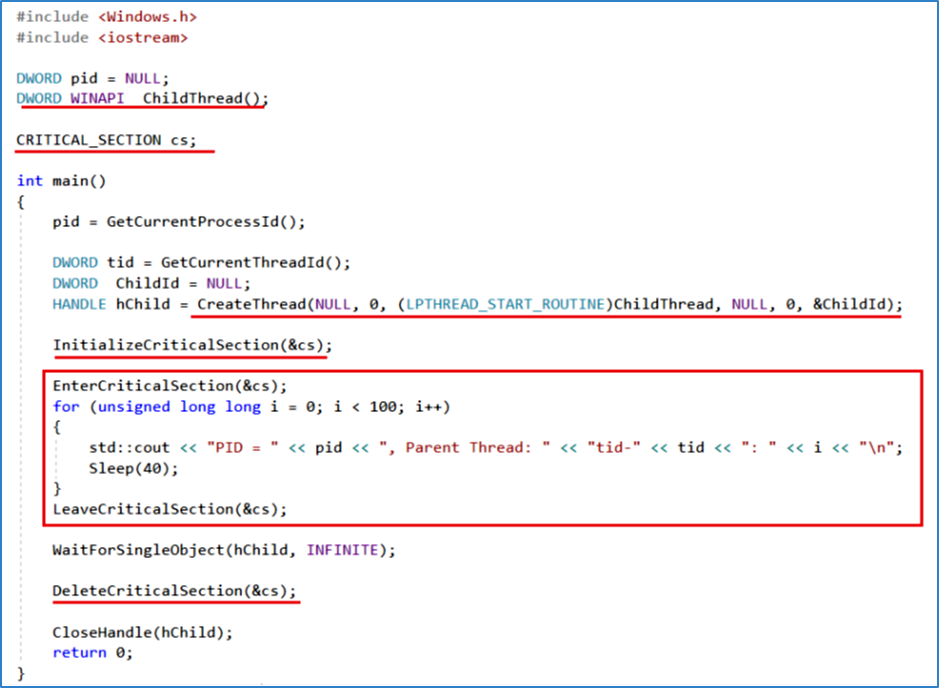 #include <Windows.h>
#include <iostream>
DWORD pid = NULL;
DWORD WINAPI  ChildThread();
CRITICAL_SECTION cs;
int main()
{
    pid = GetCurrentProcessId();
    DWORD tid = GetCurrentThreadId();
    DWORD  ChildId = NULL;
    HANDLE hChild = CreateThread(NULL, 0, (LPTHREAD_START_ROUTINE)ChildThread, NULL, 0, &ChildId);
    InitializeCriticalSection(&cs);
    EnterCriticalSection(&cs);
    for (unsigned long long i = 0; i < 100; i++)
    {
        std::cout << "PID = " << pid << ", Parent Thread: " << "tid-" << tid << ": " << i << "\n";
        Sleep(40);
    }
    LeaveCriticalSection(&cs);
    WaitForSingleObject(hChild, INFINITE);
    DeleteCriticalSection(&cs);
    CloseHandle(hChild);
    return 0;
}